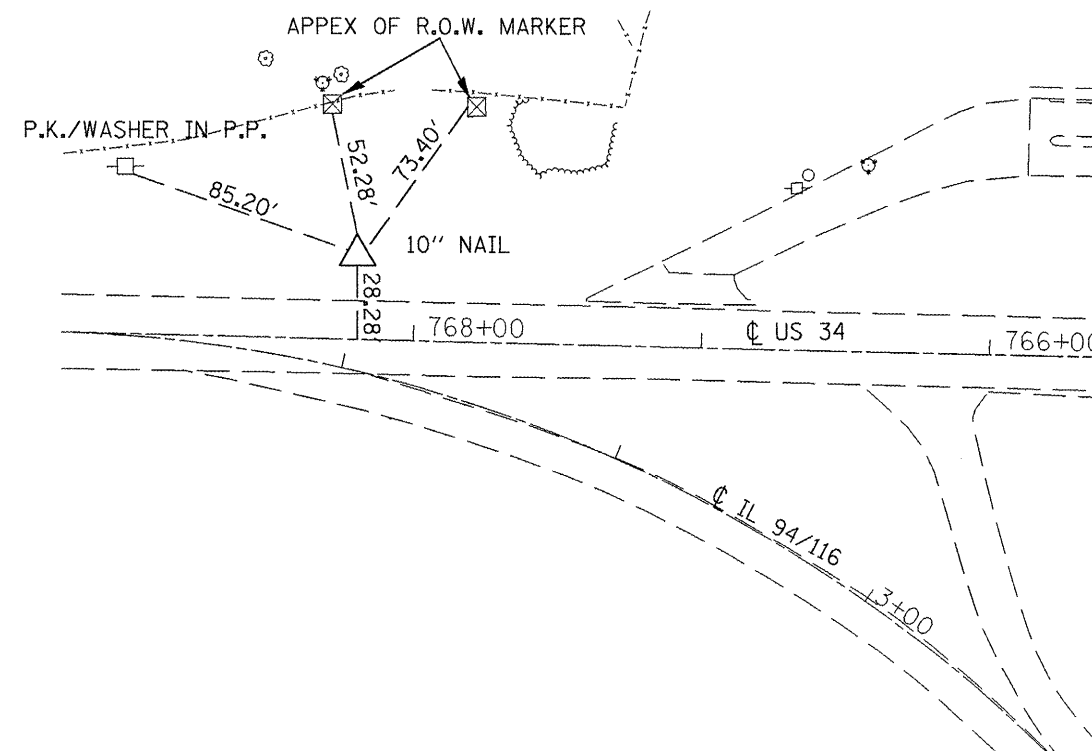 APPEX OF R.O.W. MARKER
P.K./WASHER IN P.P.
52.28'
73.40'
85.20'
10" NAIL
28.28'
768+00
℄ US 34
766+00
℄ IL 94/116
3+00